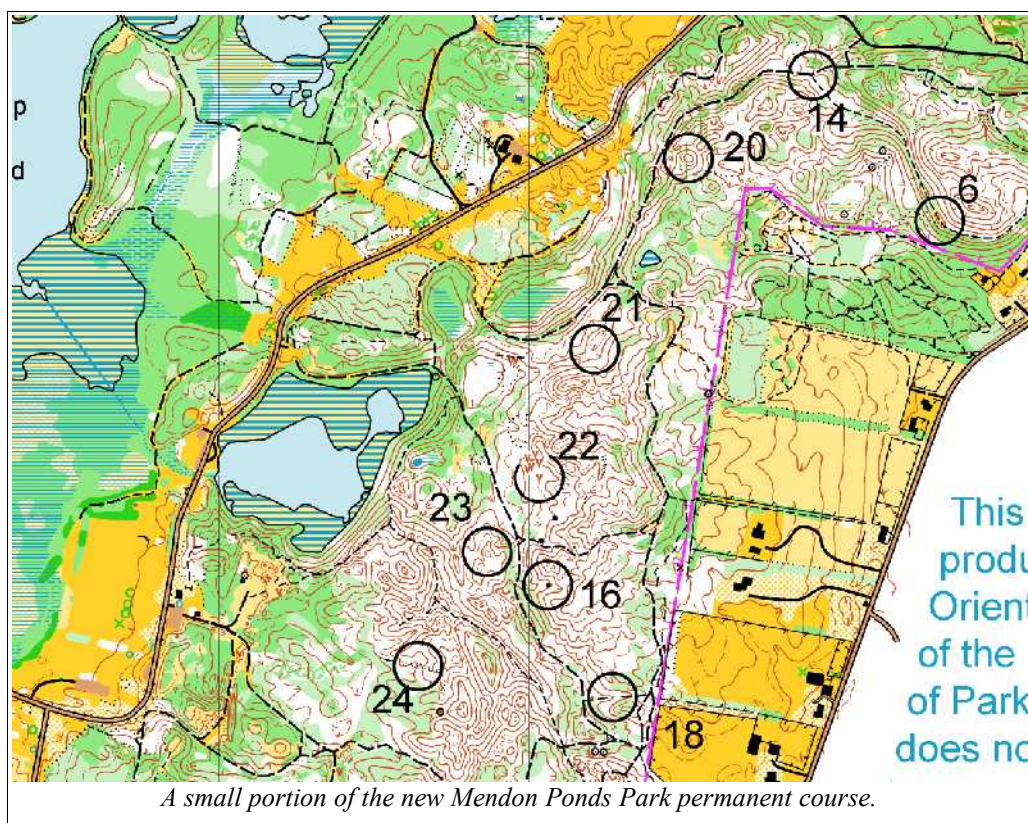 p
d
14
20
6
21
22
23
16
24
18
This
produ
Orient
of the
of Park
does no
A small portion of the new Mendon Ponds Park permanent course.